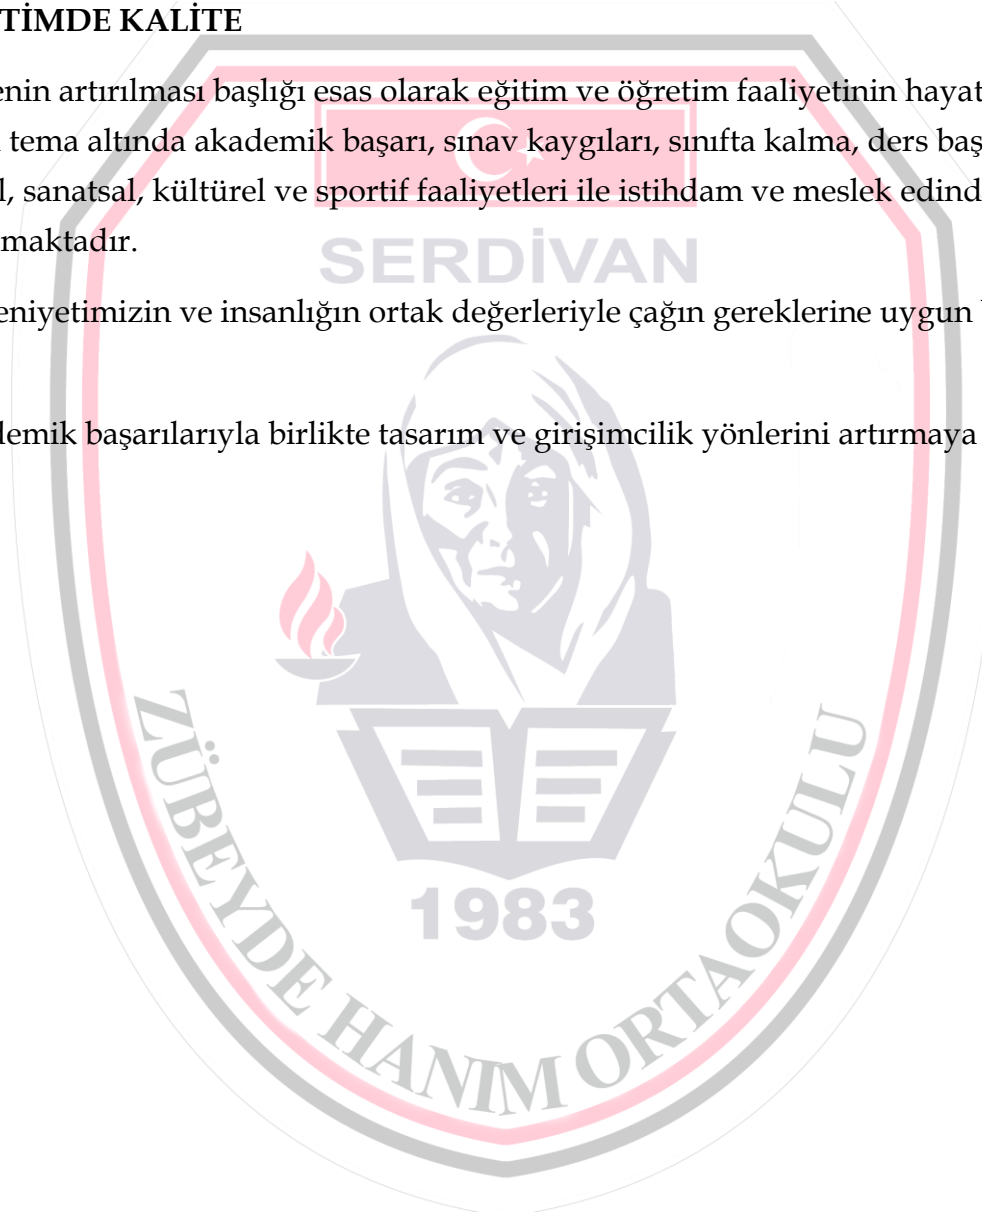 TİMDE KALİTE
enin artırılması başlığı esas olarak eğitim ve öğretim faaliyetinin hayat
tema altında akademik başarı, sınav kaygıları, sınıfta kalma, ders baş
l, sanatsal, kültürel ve sportif faaliyetleri ile istihdam ve meslek edind
maktadır.
SERDİVAN
eniyetimizin ve insanlığın ortak değerleriyle çağın gereklerine uygun
lemik başarılarıyla birlikte tasarım ve girişimcilik yönlerini artırmaya
1983
ZÜBEYDE HANIM ORTAOKULU